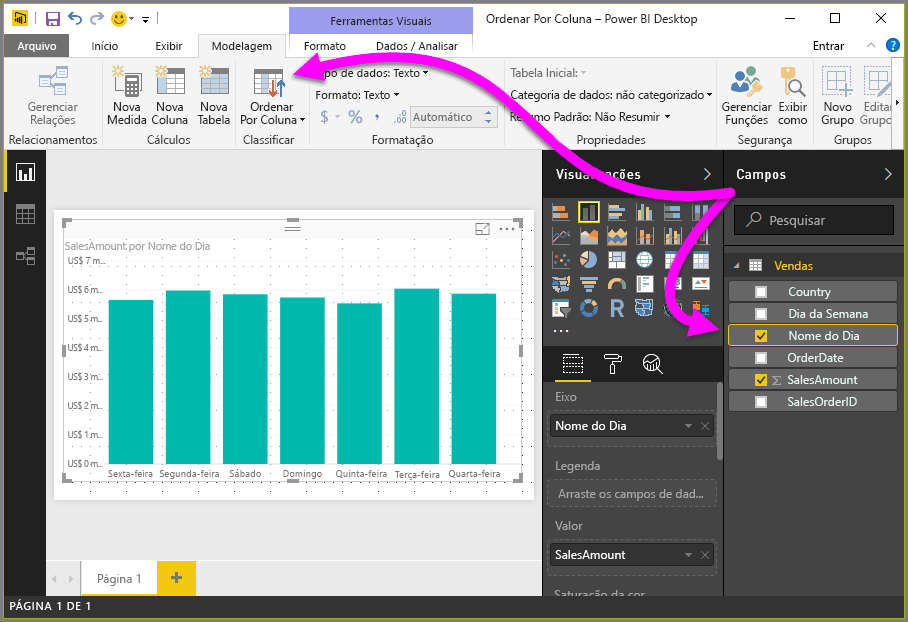 Ferramentas Visuais
Ordenar Por Coluna – Power BI Desktop
Arquivo
Início
Exibir
Modelagem
Formato
Dados / Analisar
Entrar
Gerenciar
Relações
Relacionamentos
Nova
Medida
Nova
Coluna
Nova
Tabela
Cálculos
Ordenar
Por Coluna
Classificar
po de dados: Texto
Formato: Texto
$ % , .00
Automático
Formatação
Tabela Inicial:
Categoria de dados: não categorizado
Resumo Padrão: Não Resumir
Propriedades
Gerenciar
Funções
Exibir
como
Segurança
Novo
Grupo
Editar
Grupo
Grupos
Visualizações
Campos
Pesquisar
Vendas
Country
Dia da Semana
Nome do Dia
OrderDate
Σ SalesAmount
SalesOrderID
R
...
Eixo
Nome do Dia
Legenda
Arraste os campos de dad...
Valor
SalesAmount
Saturação da cor
SalesAmount por Nome do Dia
US$ 7 m...
US$ 6 m...
US$ 5 m...
US$ 4 m...
US$ 3 m...
US$ 2 m...
US$ 1 m...
US$ 0 m...
Sexta-feira
Segunda-feira
Sábado
Domingo
Quinta-feira
Terça-feira
Quarta-feira
Página 1
PÁGINA 1 DE 1